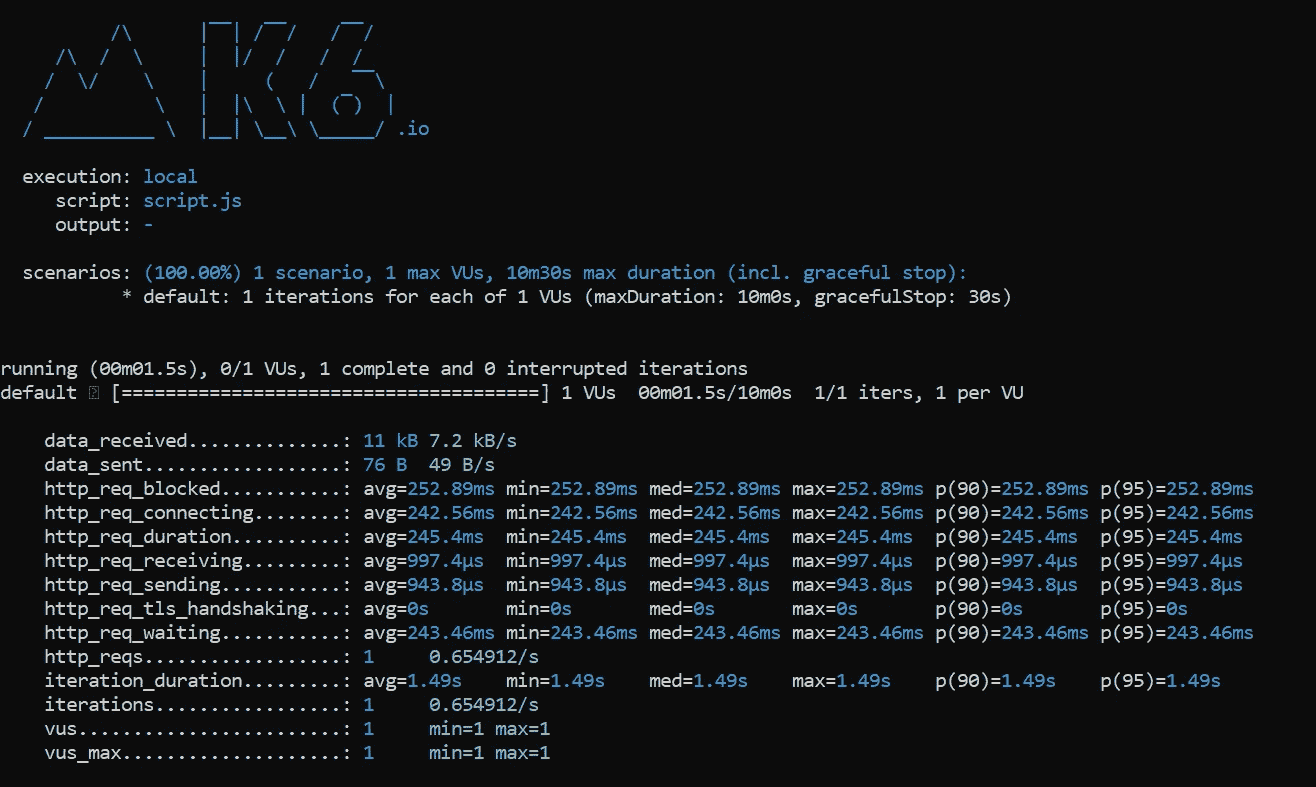 K6 .io
execution: local
script: script.js
output: -
scenarios: (100.00%) 1 scenario, 1 max VUs, 10m30s max duration (incl. graceful stop):
* default: 1 iterations for each of 1 VUs (maxDuration: 10m0s, gracefulStop: 30s)
running (00m01.5s), 0/1 VUs, 1 complete and 0 interrupted iterations
default [======================================] 1 VUs  00m01.5s/10m0s  1/1 iters, 1 per VU
data_received..............: 11 kB 7.2 kB/s
data_sent..................: 76 B  49 B/s
http_req_blocked...........: avg=252.89ms min=252.89ms med=252.89ms max=252.89ms p(90)=252.89ms p(95)=252.89ms
http_req_connecting........: avg=242.56ms min=242.56ms med=242.56ms max=242.56ms p(90)=242.56ms p(95)=242.56ms
http_req_duration..........: avg=245.4ms  min=245.4ms  med=245.4ms  max=245.4ms  p(90)=245.4ms  p(95)=245.4ms
http_req_receiving.........: avg=997.4µs  min=997.4µs  med=997.4µs  max=997.4µs  p(90)=997.4µs  p(95)=997.4µs
http_req_sending...........: avg=943.8µs  min=943.8µs  med=943.8µs  max=943.8µs  p(90)=943.8µs  p(95)=943.8µs
http_req_tls_handshaking...: avg=0s       min=0s       med=0s       max=0s       p(90)=0s       p(95)=0s
http_req_waiting...........: avg=243.46ms min=243.46ms med=243.46ms max=243.46ms p(90)=243.46ms p(95)=243.46ms
http_reqs..................: 1     0.654912/s
iteration_duration.........: avg=1.49s    min=1.49s    med=1.49s    max=1.49s    p(90)=1.49s    p(95)=1.49s
iterations.................: 1     0.654912/s
vus........................: 1     min=1 max=1
vus_max....................: 1     min=1 max=1